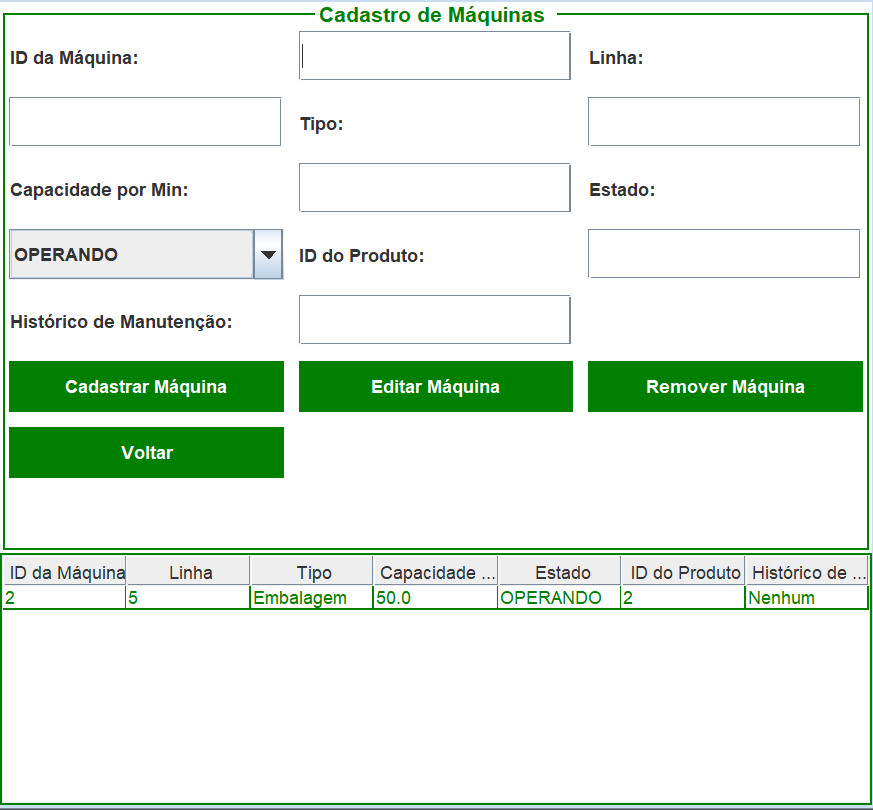 Cadastro de Máquinas
ID da Máquina: Linha:
Tipo:
Capacidade por Min: Estado:
OPERANDO ID do Produto:
Histórico de Manutenção:
Cadastrar Máquina Editar Máquina Remover Máquina
Voltar
ID da Máquina Linha Tipo Capacidade ... Estado ID do Produto Histórico de ...
2 5 Embalagem 50.0 OPERANDO 2 Nenhum